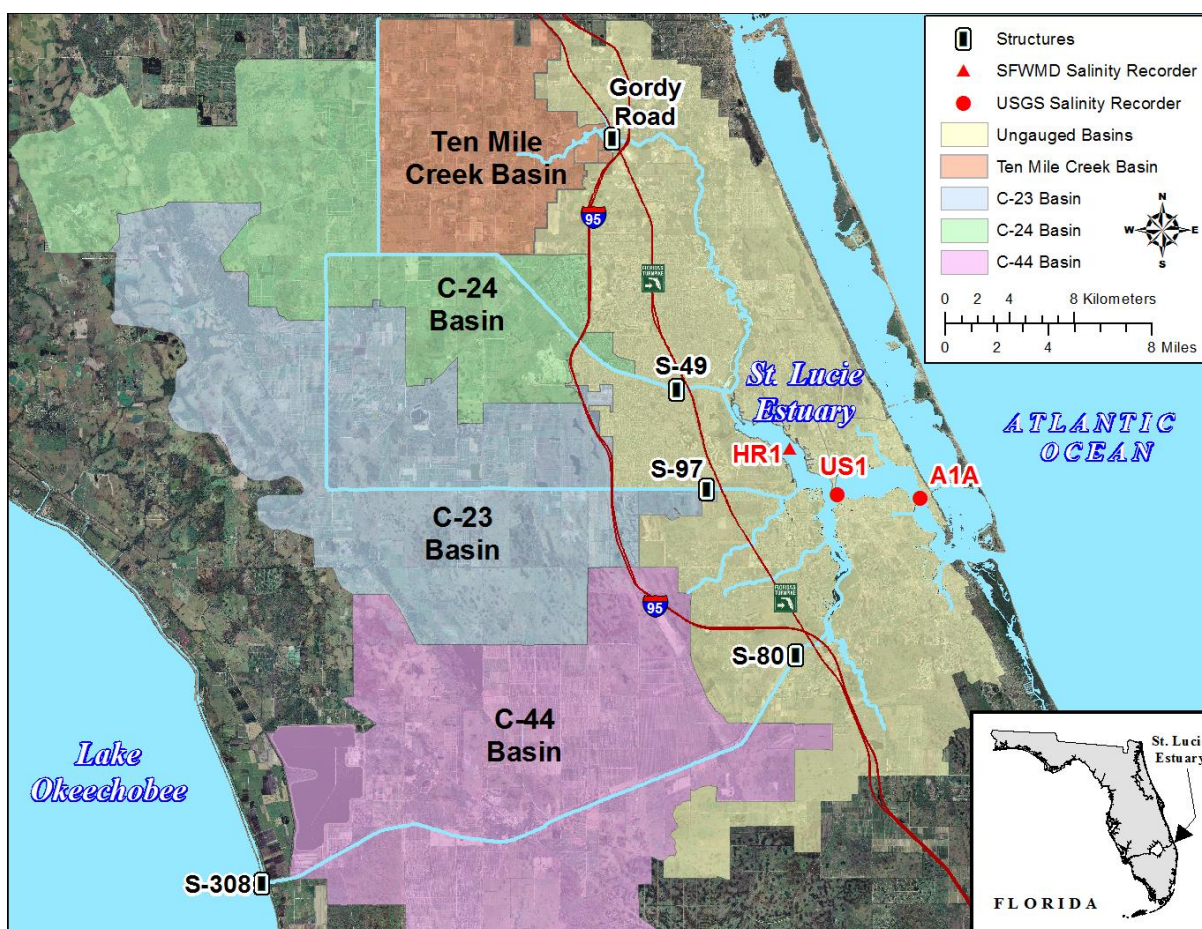 Structures
SFWMD Salinity Recorder
USGS Salinity Recorder
Ungauged Basins
Ten Mile Creek Basin
C-23 Basin
C-24 Basin
C-44 Basin
N
W E
S
0 2 4 8 Kilometers
0 2 4 8 Miles
Gordy
Road
Ten Mile
Creek Basin
95
C-24
Basin
S-49
St. Lucie
Estuary
ATLANTIC
OCEAN
HR1
US1
A1A
S-97
C-23
Basin
95
S-80
C-44
Basin
Lake
Okeechobee
S-308
St. Lucie
Estuary
FLORIDA